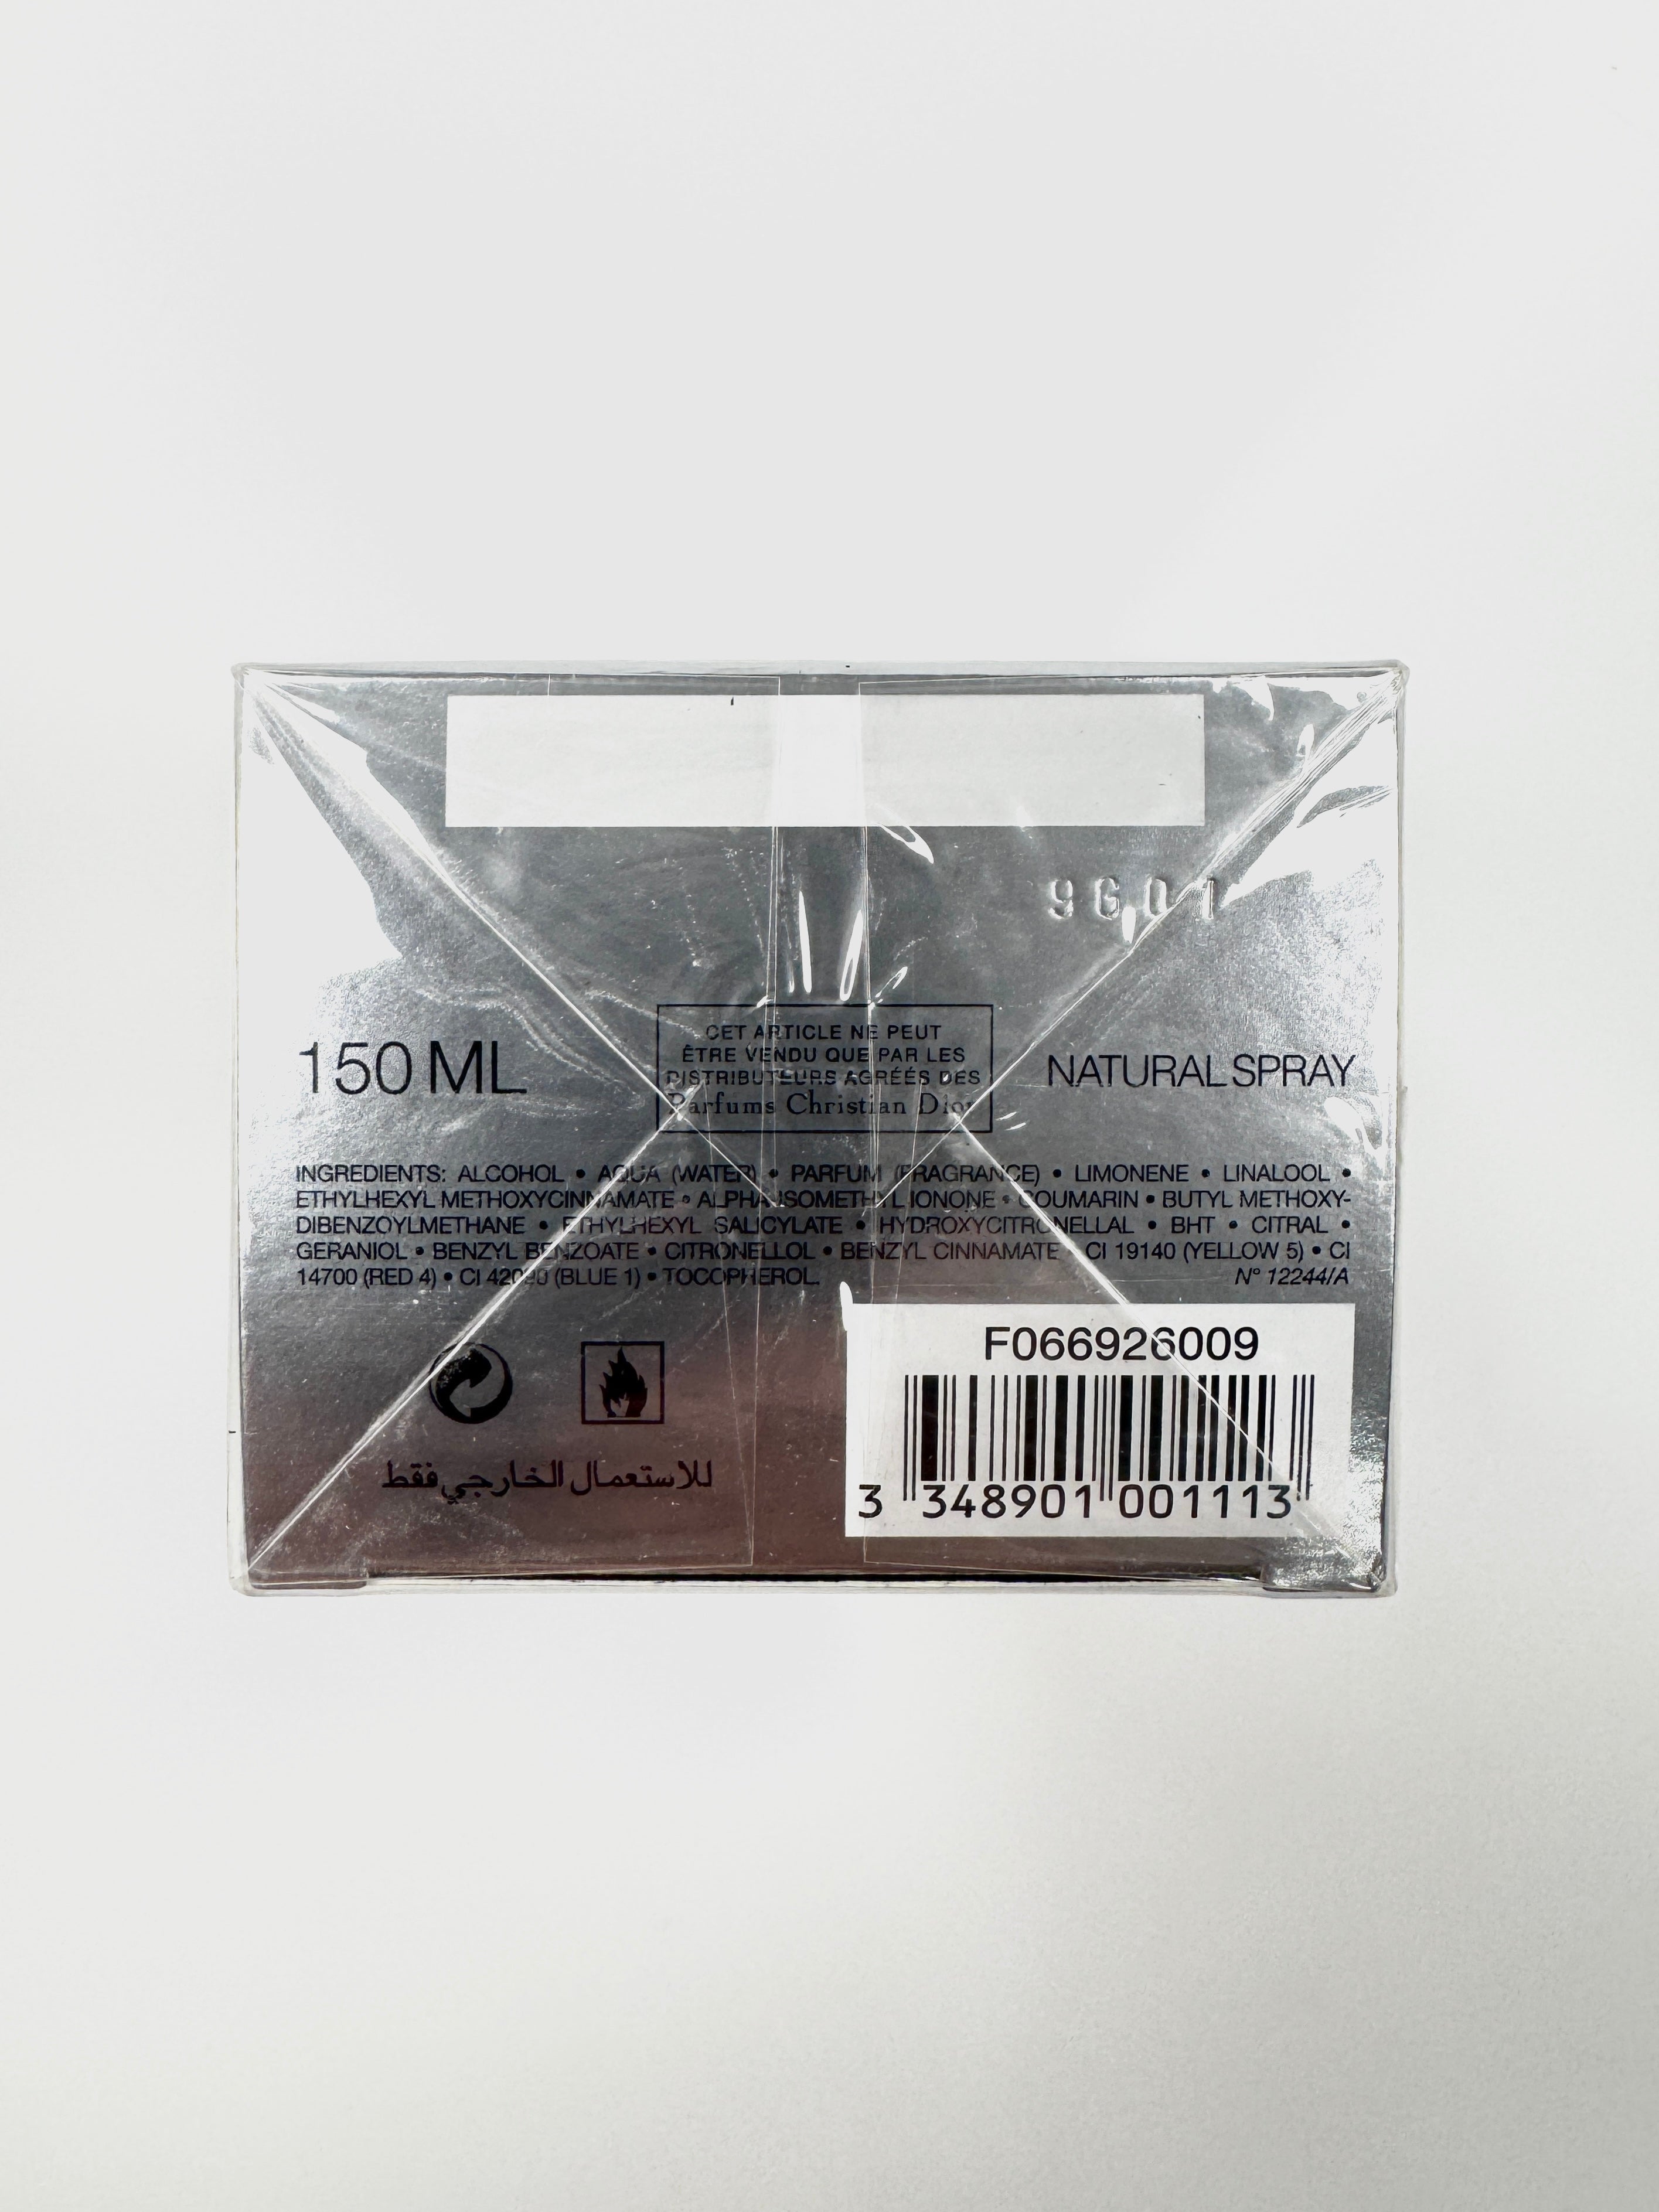 9G01
150 ML
CET ARTICLE NE PEUT
ÊTRE VENDU QUE PAR LES
DISTRIBUTEURS AGRÉÉS DES
Parfums Christian Dior
NATURAL SPRAY
INGREDIENTS: ALCOHOL • AQUA (WATER) • PARFUM (FRAGRANCE) • LIMONENE • LINALOOL •
ETHYLHEXYL METHOXYCINNAMATE • ALPHA-ISOMETHYL IONONE • COUMARIN • BUTYL METHOXY-
DIBENZOYLMETHANE • ETHYLHEXYL SALICYLATE • HYDROXYCITRONELLAL • BHT • CITRAL •
GERANIOL • BENZYL BENZOATE • CITRONELLOL • BENZYL CINNAMATE • CI 19140 (YELLOW 5) • CI
14700 (RED 4) • CI 42090 (BLUE 1) • TOCOPHEROL.
N° 12244/A
F066926009
3 348901 001113
للاستعمال الخارجي فقط